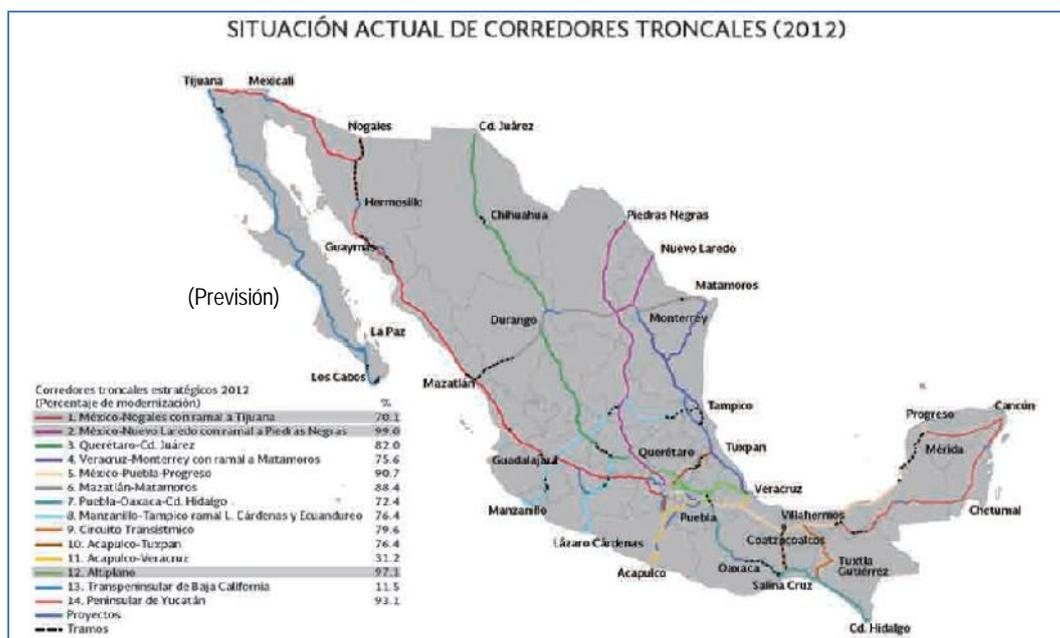 SITUACIÓN ACTUAL DE CORREDORES TRONCALES (2012)
Tijuana
Mexicali
Nogales
Cd. Juárez
Hermosillo
Chihuahua
Piedras Negras
Guaymas
Nuevo Laredo
(Previsión)
Matamoros
Durango
Monterrey
La Paz
Los Cabos
Mazatlán
Tampico
Progreso
Cancún
Guadalajara
Querétaro
Tuxpan
Mérida
Manzanillo
Veracruz
Puebla
Villahermos
Chetumal
Lázaro Cárdenas
Coatzacoalcos
Acapulco
Oaxaca
Tuxtla
Gutiérrez
Salina Cruz
Cd. Hidalgo
Corredores troncales estratégicos 2012
(Porcentaje de modernización) %
1. México-Nogales con ramal a Tijuana 70.1
2. México-Nuevo Laredo con ramal a Piedras Negras 99.0
3. Querétaro-Cd. Juárez 82.0
4. Veracruz-Monterrey con ramal a Matamoros 75.6
5. México-Puebla-Progreso 90.7
6. Mazatlán-Matamoros 88.4
7. Puebla-Oaxaca-Cd. Hidalgo 72.4
8. Manzanillo-Tampico ramal L. Cárdenas y Ecuandureo 76.4
9. Circuito Transístmico 79.6
10. Acapulco-Tuxpan 76.4
11. Acapulco-Veracruz 31.2
12. Altiplano 97.1
13. Transpeninsular de Baja California 11.5
14. Peninsular de Yucatán 93.1
Proyectos
Tramos